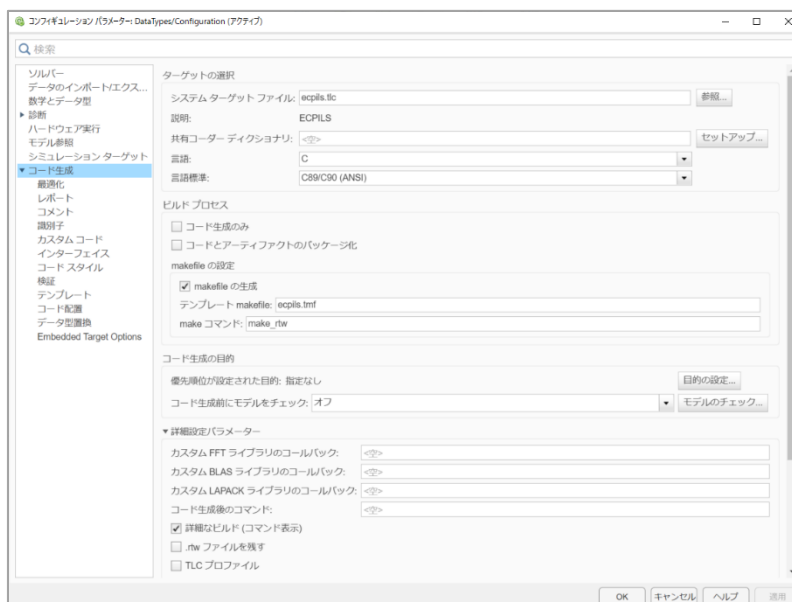 コンフィギュレーション パラメーター: DataTypes/Configuration (アクティブ)
検索
ソルバー
データのインポート/エクス...
数学とデータ型
診断
ハードウェア実行
モデル参照
シミュレーション ターゲット
コード生成
最適化
レポート
コメント
識別子
カスタム コード
インターフェイス
コード スタイル
検証
テンプレート
コード配置
データ型置換
Embedded Target Options
ターゲットの選択
システム ターゲット ファイル: ecpils.tlc 参照...
説明: ECPILS
共有コーダー ディクショナリ: <空> セットアップ...
言語: C
言語標準: C89/C90 (ANSI)
ビルド プロセス
コード生成のみ
コードとアーティファクトのパッケージ化
makefile の設定
makefile の生成
テンプレート makefile: ecpils.tmf
make コマンド: make_rtw
コード生成の目的
優先順位が設定された目的: 指定なし 目的の設定...
コード生成前にモデルをチェック: オフ モデルのチェック...
詳細設定パラメーター
カスタム FFT ライブラリのコールバック: <空>
カスタム BLAS ライブラリのコールバック: <空>
カスタム LAPACK ライブラリのコールバック: <空>
コード生成後のコマンド: <空>
詳細なビルド (コマンド表示)
.rtw ファイルを残す
TLC プロファイル
OK キャンセル ヘルプ 適用